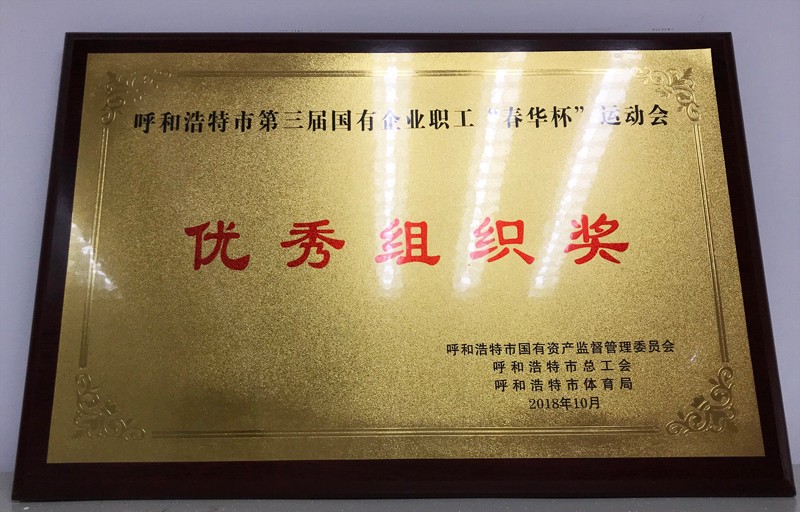 呼和浩特市第三届国有企业职工“春华杯”运动会
优秀组织奖
呼和浩特市国有资产监督管理委员会
呼和浩特市总工会
呼和浩特市体育局
2018年10月